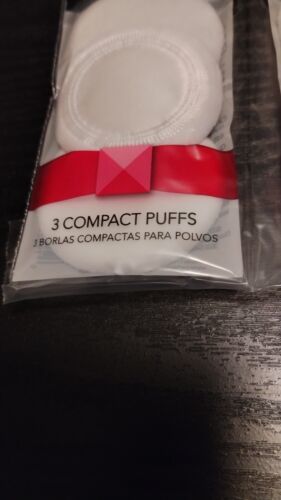 3 COMPACT PUFFS
3 BORLAS COMPACTAS PARA POLVOS